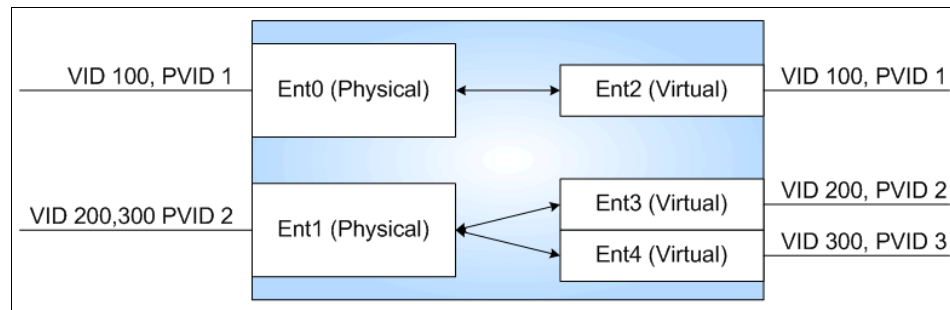 VID 100, PVID 1
Ent0 (Physical)
Ent2 (Virtual)
VID 100, PVID 1
VID 200,300 PVID 2
Ent1 (Physical)
Ent3 (Virtual)
VID 200, PVID 2
Ent4 (Virtual)
VID 300, PVID 3